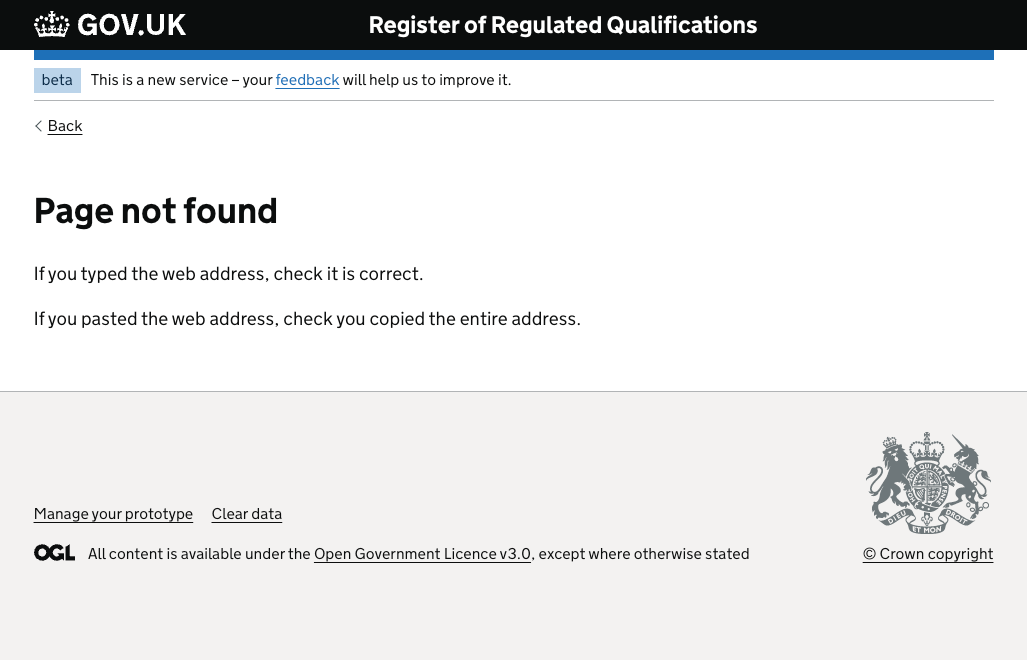 GOV.UK Register of Regulated Qualifications
beta This is a new service – your feedback will help us to improve it.
Back
Page not found
If you typed the web address, check it is correct.
If you pasted the web address, check you copied the entire address.
DIEU ET MON DROIT
Manage your prototype Clear data
OGL All content is available under the Open Government Licence v3.0, except where otherwise stated
© Crown copyright